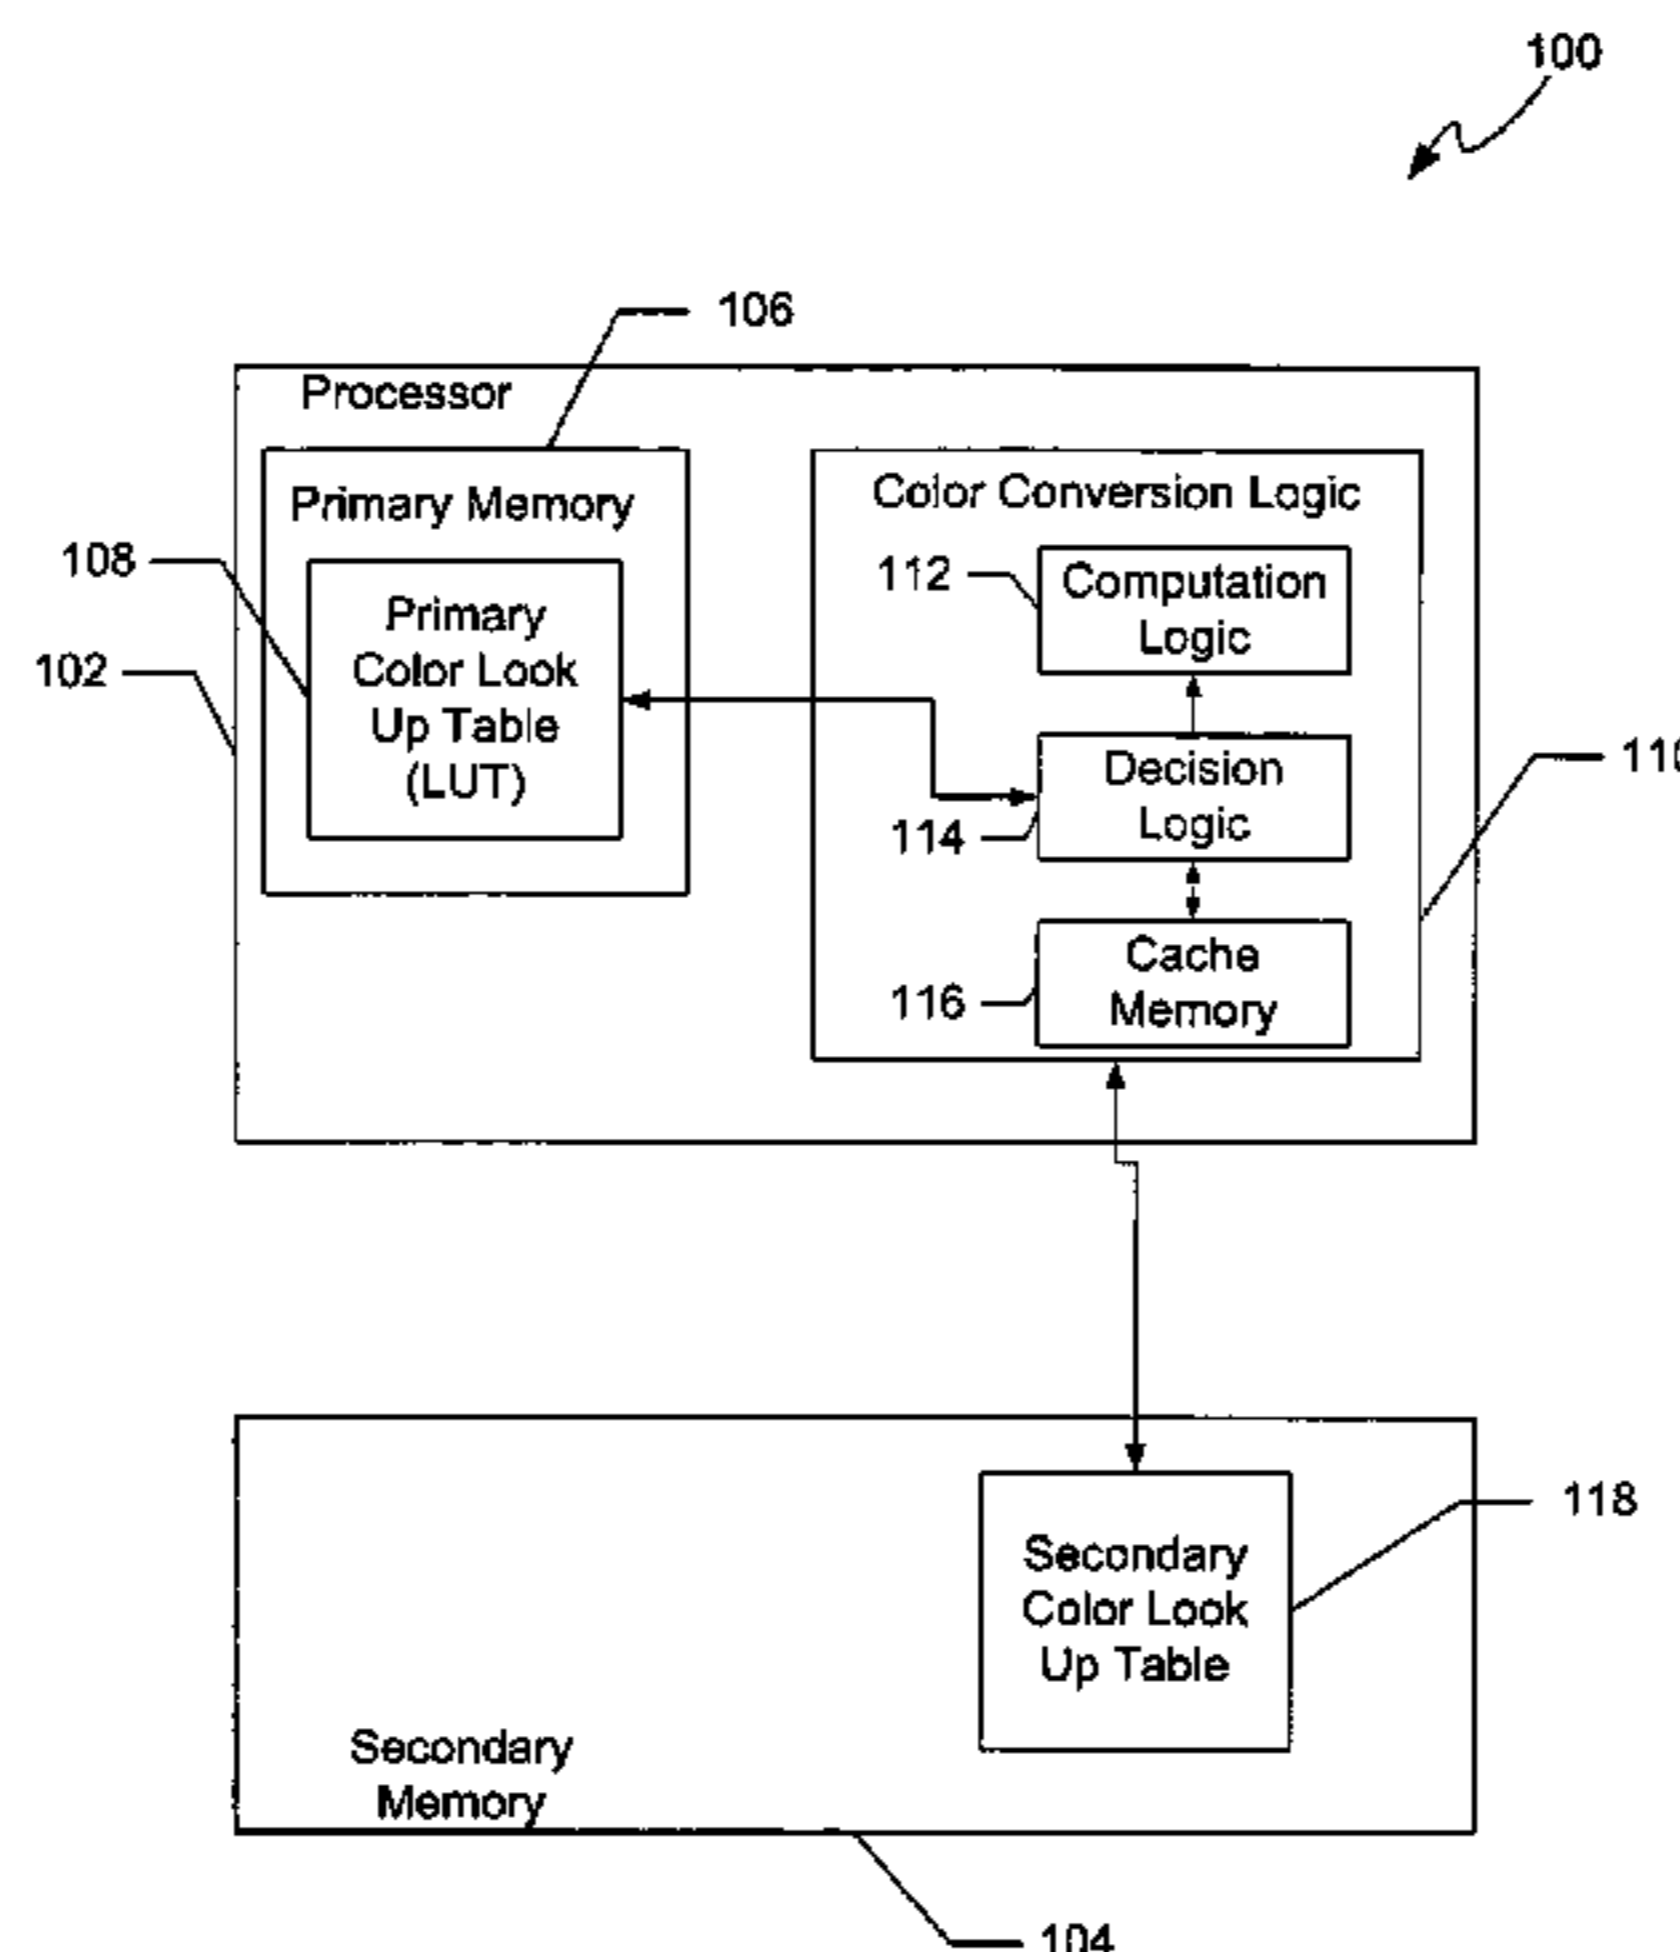 100
106
Processor
Primary Memory
Color Conversion Logic
108
112
Computation
Logic
Primary
Color Look
Up Table
(LUT)
102
110
Decision
Logic
114
Cache
Memory
116
118
Secondary
Color Look
Up Table
Secondary
Memory
104